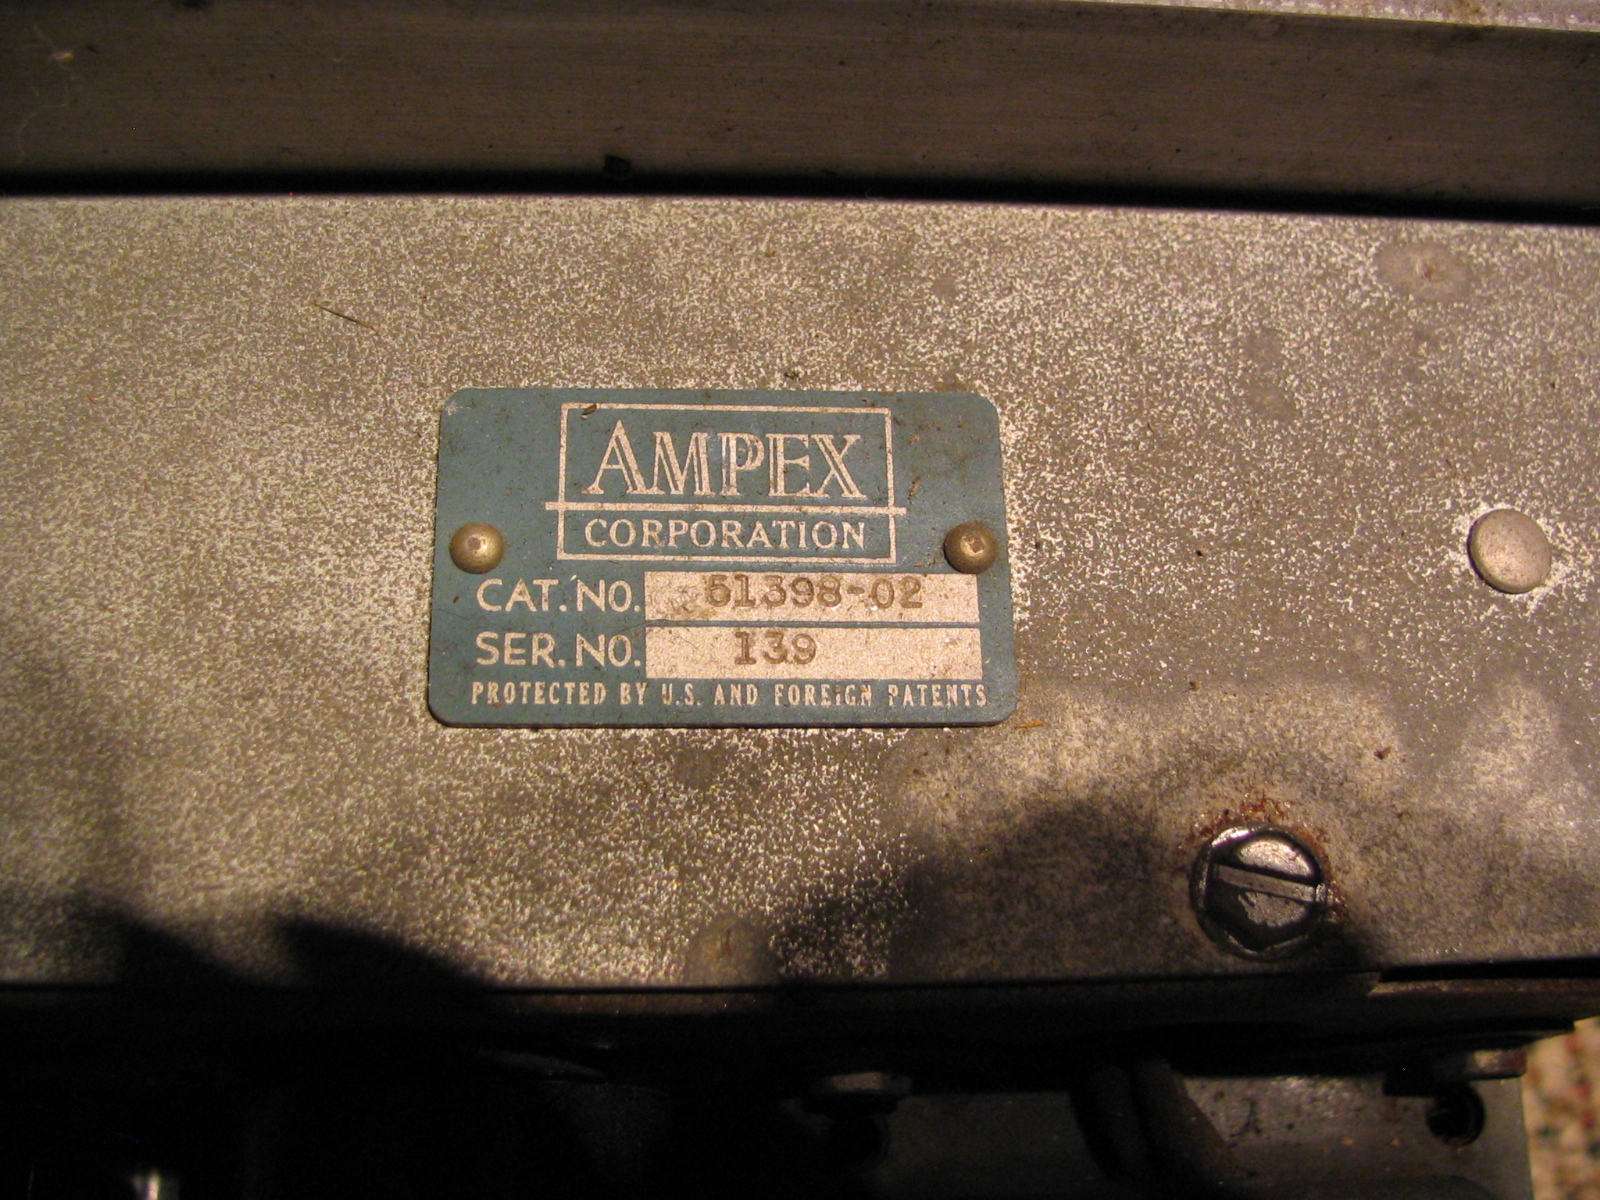 AMPEX
CORPORATION
CAT. NO. 51398-02
SER. NO. 139
PROTECTED BY U.S. AND FOREIGN PATENTS